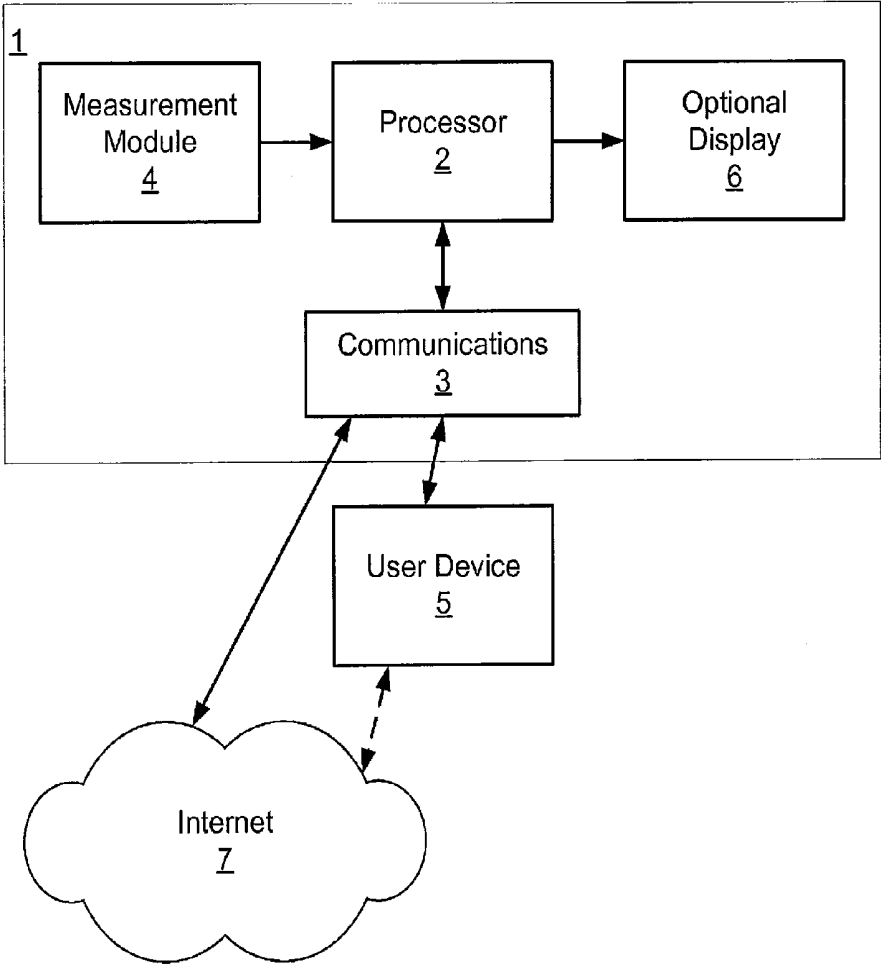 1
Measurement
Module
4
Processor
2
Optional
Display
6
Communications
3
User Device
5
Internet
7